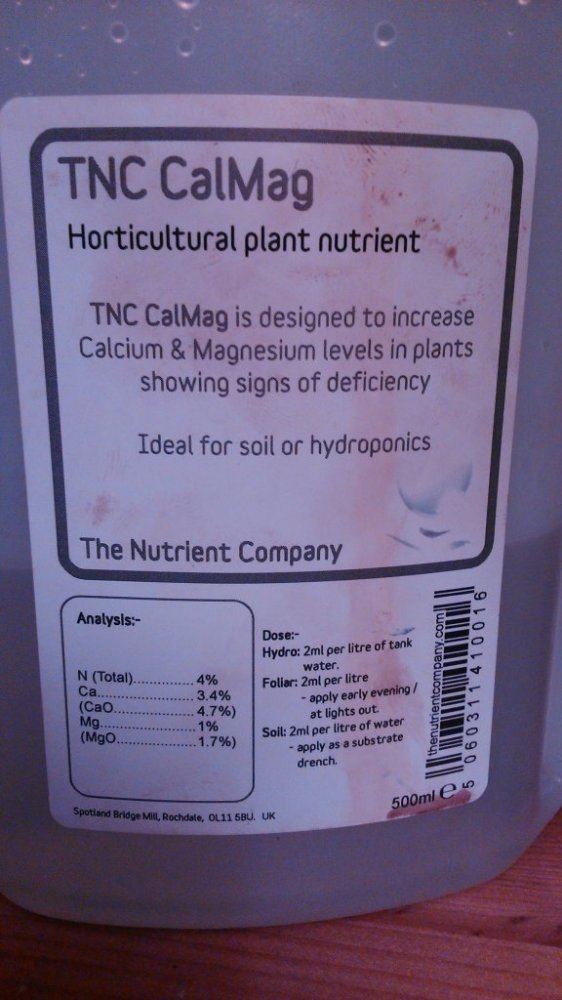 TNC CalMag
Horticultural plant nutrient
TNC CalMag is designed to increase
Calcium & Magnesium levels in plants
showing signs of deficiency
Ideal for soil or hydroponics
The Nutrient Company
Analysis:-
N (Total)............... 4%
Ca....................... 3.4%
(CaO................... 4.7%)
Mg....................... 1%
(MgO................... 1.7%)
Dose:-
Hydro: 2ml per litre of tank
water.
Foliar: 2ml per litre
- apply early evening /
at lights out.
Soil: 2ml per litre of water
- apply as a substrate
drench.
thenutrientcompany.com
5 060311 410016
500ml e
Spotland Bridge Mill, Rochdale, OL11 5BU. UK